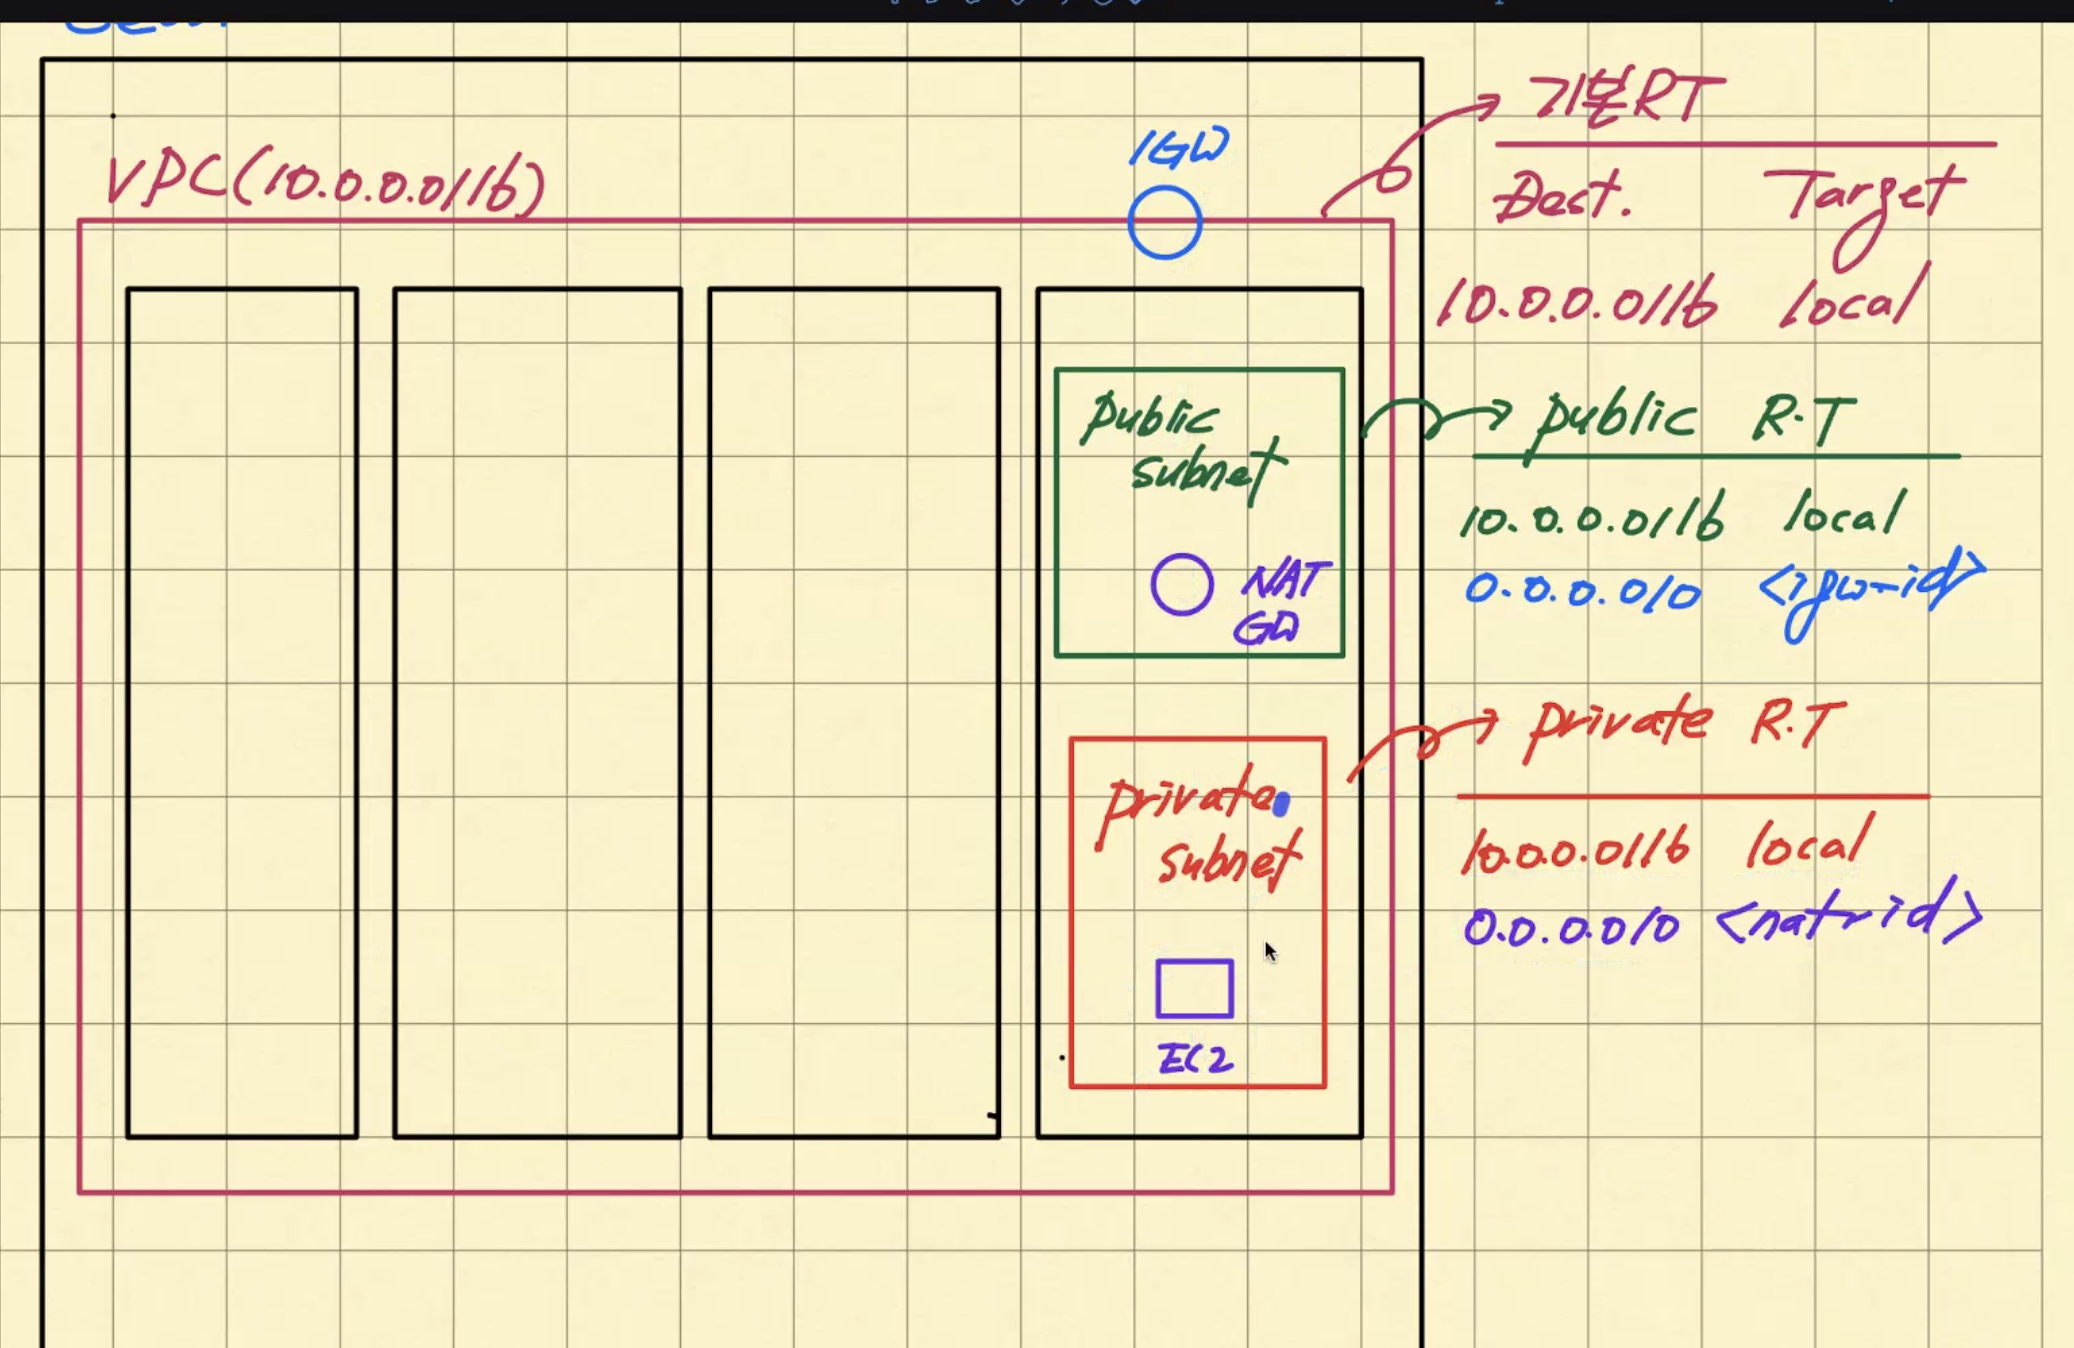 VPC(10.0.0.0/16)
IGW
기본RT
Dest. Target
10.0.0.0/16 local
public
subnet
NAT
GW
public R.T
10.0.0.0/16 local
0.0.0.0/0 <igw-id>
private
subnet
EC2
private R.T
10.0.0.0/16 local
0.0.0.0/0 <nat-id>